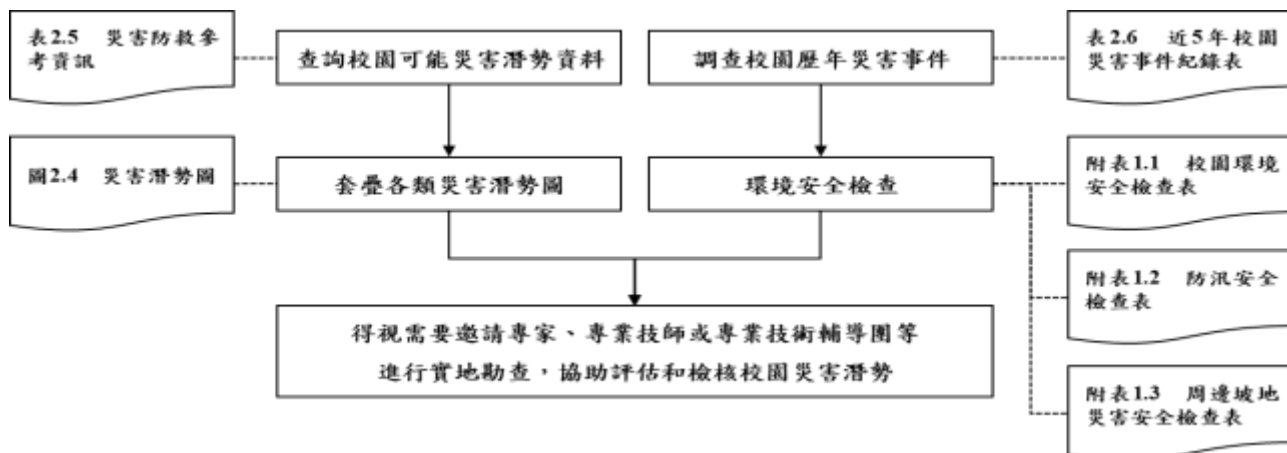 表2.5 災害防救參
考資訊
查詢校園可能災害潛勢資料
調查校園歷年災害事件
表2.6 近5年校園
災害事件紀錄表
圖2.4 災害潛勢圖
套疊各類災害潛勢圖
環境安全檢查
附表1.1 校園環境
安全檢查表
附表1.2 防汛安全
檢查表
得視需要邀請專家、專業技師或專業技術輔導團等
進行實地勘查，協助評估和檢核校園災害潛勢
附表1.3 周邊坡地
災害安全檢查表